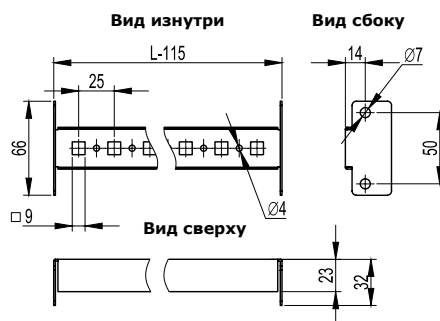 Вид изнутри
Вид сбоку
L-115
14
Ø7
25
66
50
□ 9
Ø4
Вид сверху
23
32